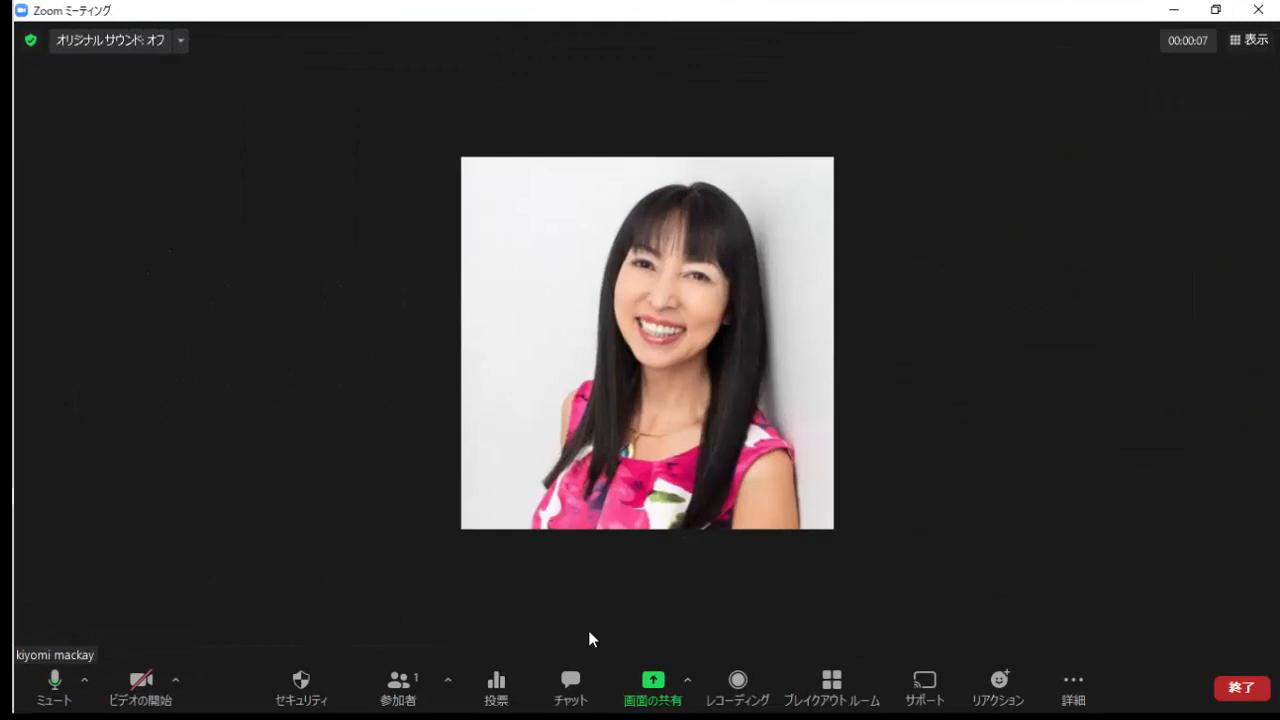 Zoom ミーティング
オリジナル サウンド: オフ
00:00:07
表示
kiyomi mackay
ミュート
ビデオの開始
セキュリティ
1
参加者
投票
チャット
画面の共有
レコーディング
ブレイクアウト ルーム
サポート
リアクション
詳細
終了